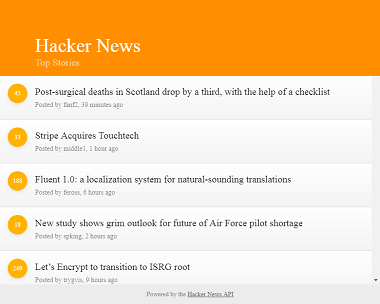 Hacker News
Top Stories
43
Post-surgical deaths in Scotland drop by a third, with the help of a checklist
Posted by fanf2, 39 minutes ago
33
Stripe Acquires Touchtech
Posted by middle1, 1 hour ago
188
Fluent 1.0: a localization system for natural-sounding translations
Posted by feross, 6 hours ago
18
New study shows grim outlook for future of Air Force pilot shortage
Posted by spking, 2 hours ago
249
Let's Encrypt to transition to ISRG root
Posted by trygvis, 9 hours ago
Powered by the Hacker News API